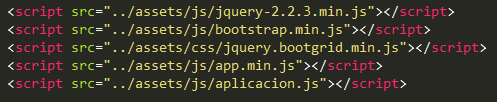 <script src="../assets/js/jquery-2.2.3.min.js"></script>
<script src="../assets/js/bootstrap.min.js"></script>
<script src="../assets/css/jquery.bootgrid.min.js"></script>
<script src="../assets/js/app.min.js"></script>
<script src="../assets/js/aplicacion.js"></script>